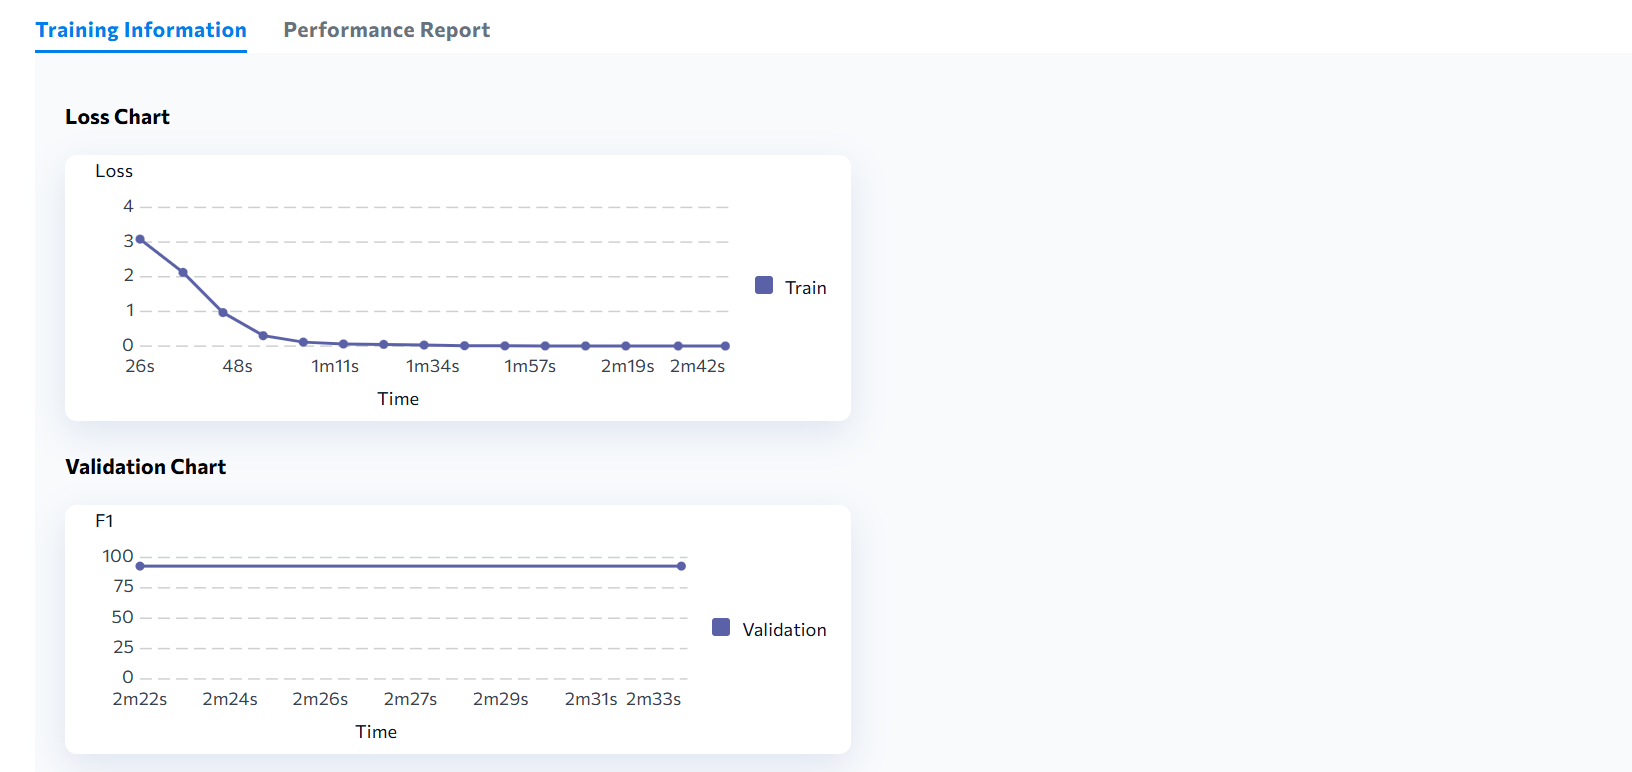 Training Information Performance Report
Loss Chart
Loss
4
3
2
1
0
26s 48s 1m11s 1m34s 1m57s 2m19s 2m42s
Time
Train
Validation Chart
F1
100
75
50
25
0
2m22s 2m24s 2m26s 2m27s 2m29s 2m31s 2m33s
Time
Validation